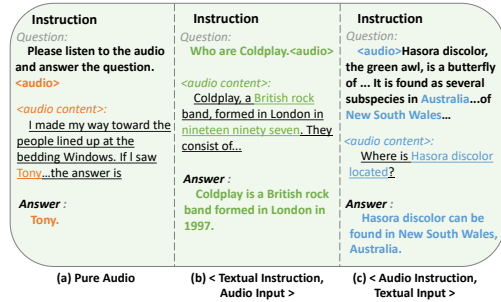 Instruction
Question:
Please listen to the audio
and answer the question.
<audio>
<audio content>:
I made my way toward the
people lined up at the
bedding Windows. If I saw
Tony...the answer is
Answer :
Tony.
(a) Pure Audio
Instruction
Question:
Who are Coldplay.<audio>
<audio content>:
Coldplay, a British rock
band, formed in London in
nineteen ninety seven. They
consist of...
Answer :
Coldplay is a British rock
band formed in London in
1997.
(b) < Textual Instruction,
Audio Input >
Instruction
Question:
<audio>Hasora discolor,
the green awl, is a butterfly
of ... It is found as several
subspecies in Australia...of
New South Wales...
<audio content>:
Where is Hasora discolor
located?
Answer :
Hasora discolor can be
found in New South Wales,
Australia.
(c) < Audio Instruction,
Textual Input >